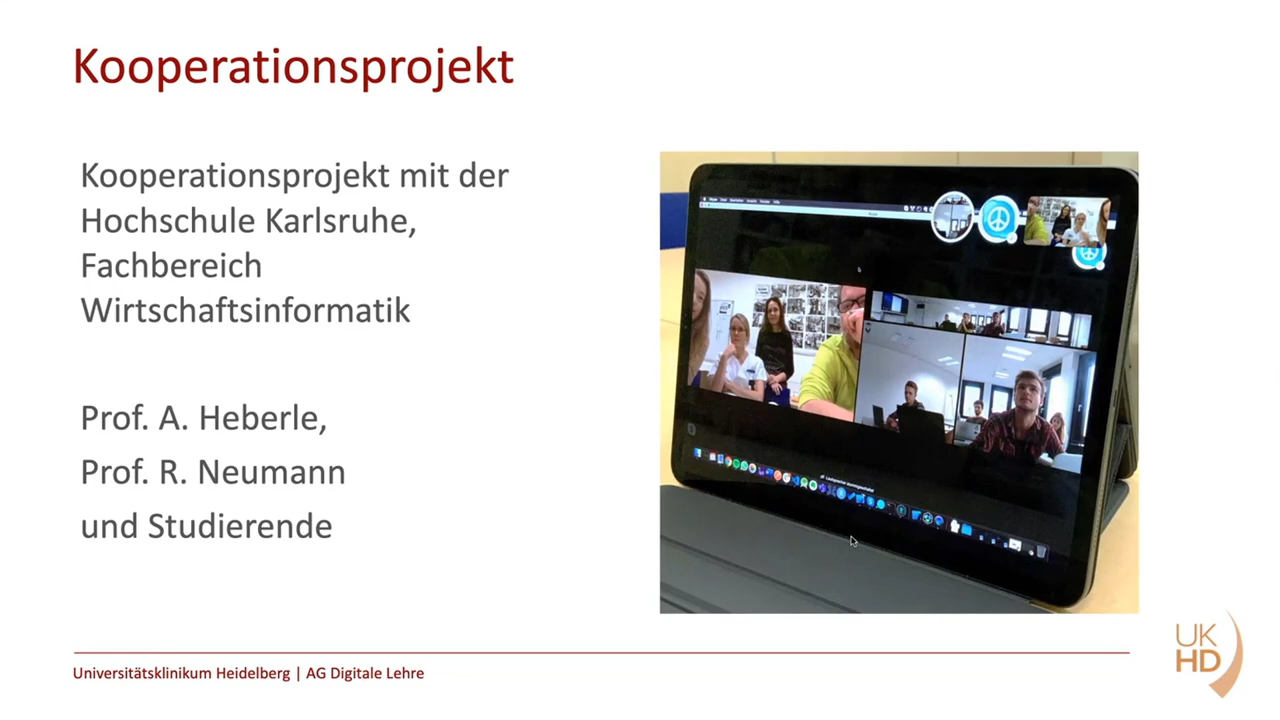 Kooperationsprojekt
Kooperationsprojekt mit der
Hochschule Karlsruhe,
Fachbereich
Wirtschaftsinformatik
Prof. A. Heberle,
Prof. R. Neumann
und Studierende
Universitätsklinikum Heidelberg | AG Digitale Lehre
UK
HD